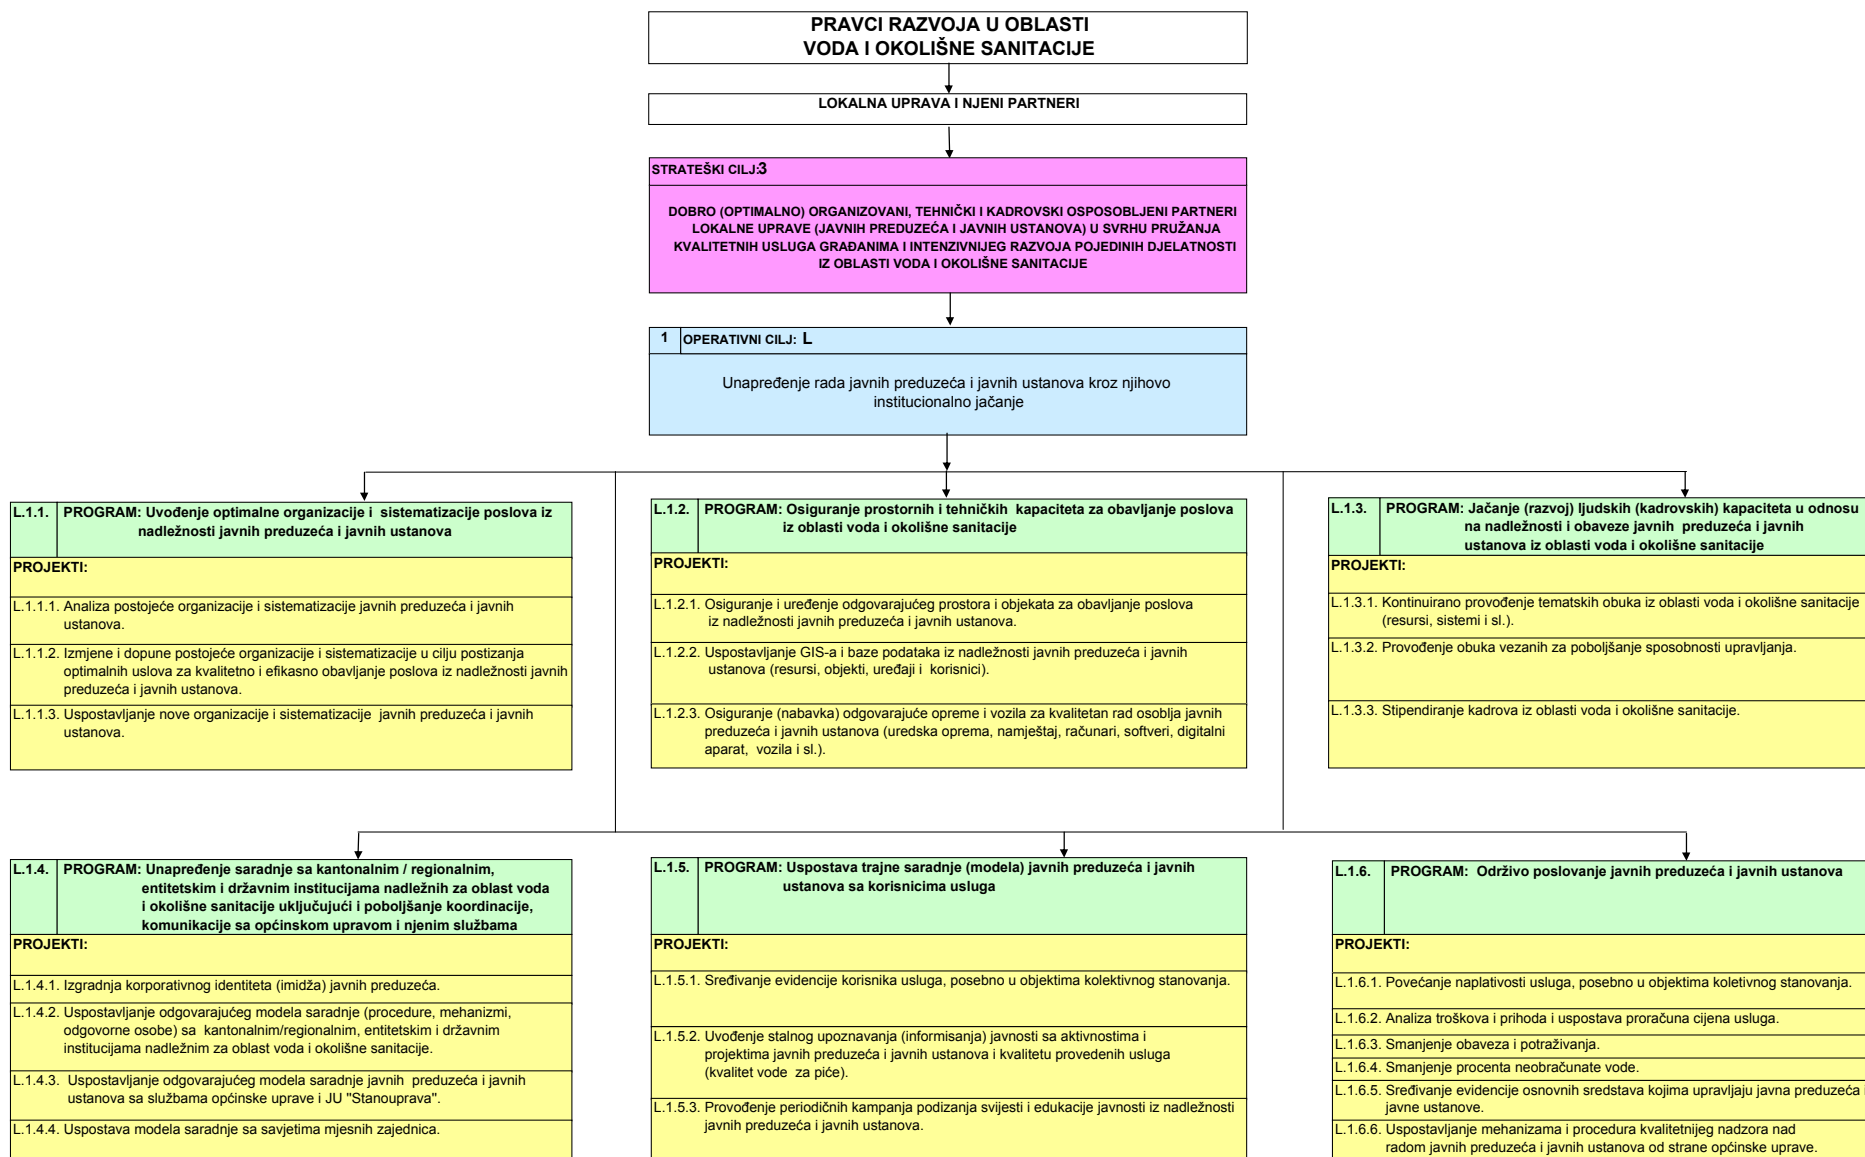 PRAVCI RAZVOJA U OBLASTI
VODA I OKOLIŠNE SANITACIJE
LOKALNA UPRAVA I NJENI PARTNERI
STRATEŠKI CILJ:3
DOBRO (OPTIMALNO) ORGANIZOVANI, TEHNIČKI I KADROVSKI OSPOSOBLJENI PARTNERI
LOKALNE UPRAVE (JAVNIH PREDUZEĆA I JAVNIH USTANOVA) U SVRHU PRUŽANJA
KVALITETNIH USLUGA GRAĐANIMA I INTENZIVNIJEG RAZVOJA POJEDINIH DJELATNOSTI
IZ OBLASTI VODA I OKOLIŠNE SANITACIJE
1 OPERATIVNI CILJ: L
Unapređenje rada javnih preduzeća i javnih ustanova kroz njihovo
institucionalno jačanje
L.1.1. PROGRAM: Uvođenje optimalne organizacije i sistematizacije poslova iz
nadležnosti javnih preduzeća i javnih ustanova
PROJEKTI:
L.1.1.1. Analiza postojeće organizacije i sistematizacije javnih preduzeća i javnih
ustanova.
L.1.1.2. Izmjene i dopune postojeće organizacije i sistematizacije u cilju postizanja
optimalnih uslova za kvalitetno i efikasno obavljanje poslova iz nadležnosti javnih
preduzeća i javnih ustanova.
L.1.1.3. Uspostavljanje nove organizacije i sistematizacije javnih preduzeća i javnih
ustanova.
L.1.2. PROGRAM: Osiguranje prostornih i tehničkih kapaciteta za obavljanje poslova
iz oblasti voda i okolišne sanitacije
PROJEKTI:
L.1.2.1. Osiguranje i uređenje odgovarajućeg prostora i objekata za obavljanje poslova
iz nadležnosti javnih preduzeća i javnih ustanova.
L.1.2.2. Uspostavljanje GIS-a i baze podataka iz nadležnosti javnih preduzeća i javnih
ustanova (resursi, objekti, uređaji i korisnici).
L.1.2.3. Osiguranje (nabavka) odgovarajuće opreme i vozila za kvalitetan rad osoblja javnih
preduzeća i javnih ustanova (uredska oprema, namještaj, računari, softveri, digitalni
aparat, vozila i sl.).
L.1.3. PROGRAM: Jačanje (razvoj) ljudskih (kadrovskih) kapaciteta u odnosu
na nadležnosti i obaveze javnih preduzeća i javnih
ustanova iz oblasti voda i okolišne sanitacije
PROJEKTI:
L.1.3.1. Kontinuirano provođenje tematskih obuka iz oblasti voda i okolišne sanitacije
(resursi, sistemi i sl.).
L.1.3.2. Provođenje obuka vezanih za poboljšanje sposobnosti upravljanja.
L.1.3.3. Stipendiranje kadrova iz oblasti voda i okolišne sanitacije.
L.1.4. PROGRAM: Unapređenje saradnje sa kantonalnim / regionalnim,
entitetskim i državnim institucijama nadležnih za oblast voda
i okolišne sanitacije uključujući i poboljšanje koordinacije,
komunikacije sa općinskom upravom i njenim službama
PROJEKTI:
L.1.4.1. Izgradnja korporativnog identiteta (imidža) javnih preduzeća.
L.1.4.2. Uspostavljanje odgovarajućeg modela saradnje (procedure, mehanizmi,
odgovorne osobe) sa kantonalnim/regionalnim, entitetskim i državnim
institucijama nadležnim za oblast voda i okolišne sanitacije.
L.1.4.3. Uspostavljanje odgovarajućeg modela saradnje javnih preduzeća i javnih
ustanova sa službama općinske uprave i JU "Stanouprava".
L.1.4.4. Uspostava modela saradnje sa savjetima mjesnih zajednica.
L.1.5. PROGRAM: Uspostava trajne saradnje (modela) javnih preduzeća i javnih
ustanova sa korisnicima usluga
PROJEKTI:
L.1.5.1. Sređivanje evidencije korisnika usluga, posebno u objektima kolektivnog stanovanja.
L.1.5.2. Uvođenje stalnog upoznavanja (informisanja) javnosti sa aktivnostima i
projektima javnih preduzeća i javnih ustanova i kvalitetu provedenih usluga
(kvalitet vode za piće).
L.1.5.3. Provođenje periodičnih kampanja podizanja svijesti i edukacije javnosti iz nadležnosti
javnih preduzeća i javnih ustanova.
L.1.6. PROGRAM: Održivo poslovanje javnih preduzeća i javnih ustanova
PROJEKTI:
L.1.6.1. Povećanje naplativosti usluga, posebno u objektima koletivnog stanovanja.
L.1.6.2. Analiza troškova i prihoda i uspostava proračuna cijena usluga.
L.1.6.3. Smanjenje obaveza i potraživanja.
L.1.6.4. Smanjenje procenta neobračunate vode.
L.1.6.5. Sređivanje evidencije osnovnih sredstava kojima upravljaju javna preduzeća i
javne ustanove.
L.1.6.6. Uspostavljanje mehanizama i procedura kvalitetnijeg nadzora nad
radom javnih preduzeća i javnih ustanova od strane općinske uprave.